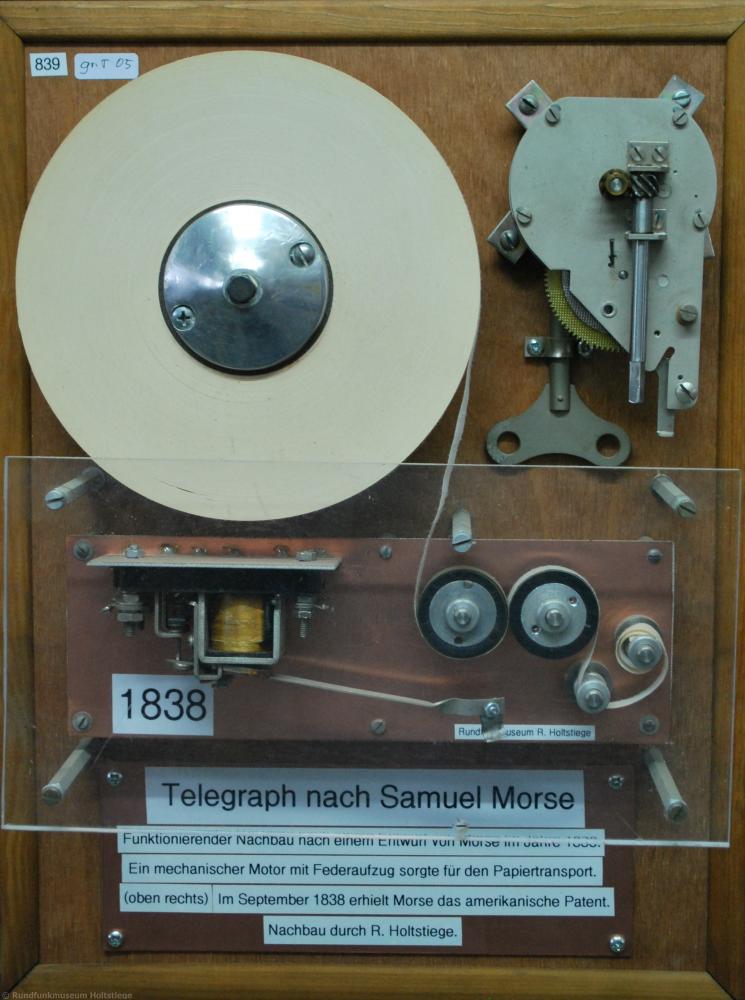 839
gr.T 05
1838
Rundfunkmuseum R. Holtstiege
Telegraph nach Samuel Morse
Funktionierender Nachbau nach einem Entwurf von Morse im Jahre 1838.
Ein mechanischer Motor mit Federaufzug sorgte für den Papiertransport.
(oben rechts) Im September 1838 erhielt Morse das amerikanische Patent.
Nachbau durch R. Holtstiege.
© Rundfunkmuseum Holtstiege